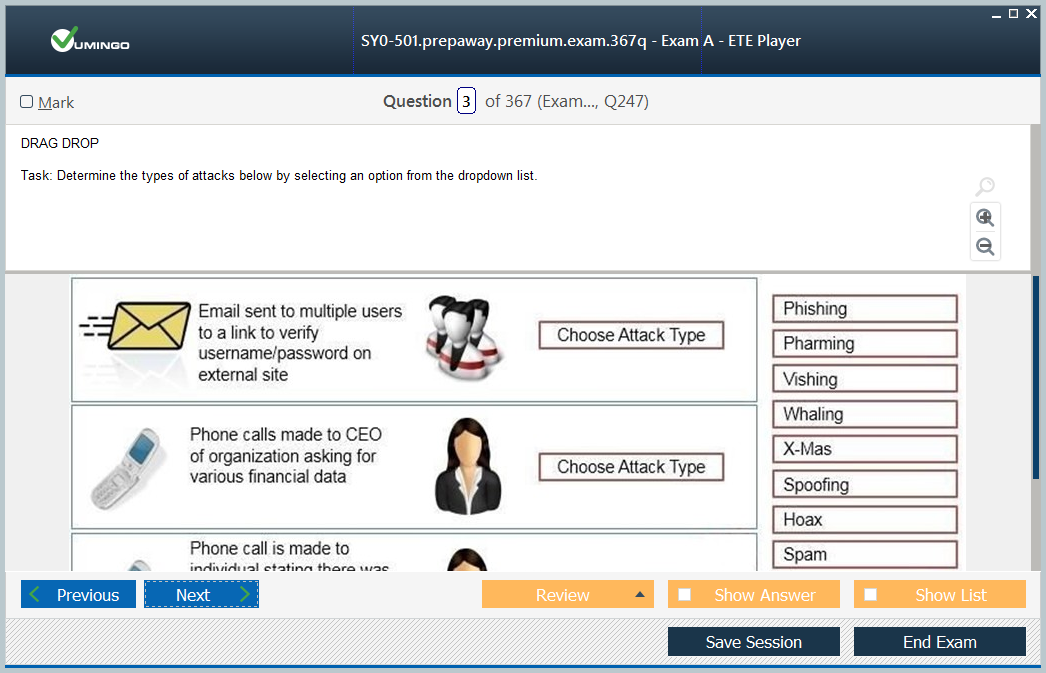 VUMINGO
SY0-501.prepaway.premium.exam.367q - Exam A - ETE Player
Mark
Question 3 of 367 (Exam..., Q247)
DRAG DROP
Task: Determine the types of attacks below by selecting an option from the dropdown list.
Email sent to multiple users
to a link to verify
username/password on
external site
Choose Attack Type
Phone calls made to CEO
of organization asking for
various financial data
Choose Attack Type
Phone call is made to
individual stating there was
Phishing
Pharming
Vishing
Whaling
X-Mas
Spoofing
Hoax
Spam
Previous
Next
Review
Show Answer
Show List
Save Session
End Exam